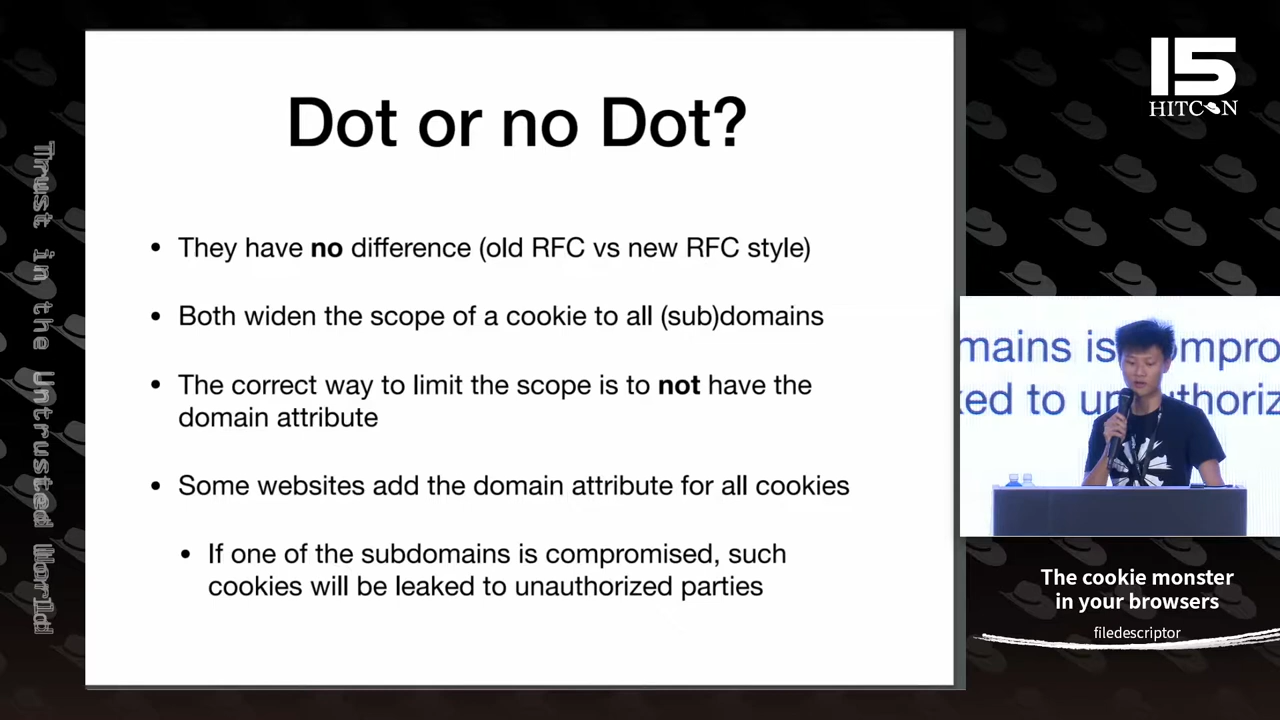 Dot or no Dot?
• They have no difference (old RFC vs new RFC style)
• Both widen the scope of a cookie to all (sub)domains
• The correct way to limit the scope is to not have the
domain attribute
• Some websites add the domain attribute for all cookies
• If one of the subdomains is compromised, such
cookies will be leaked to unauthorized parties
Thrust in the Untrusted World
15
HITCON
mains is compro
ked to unauthoriz
The cookie monster
in your browsers
filedescriptor